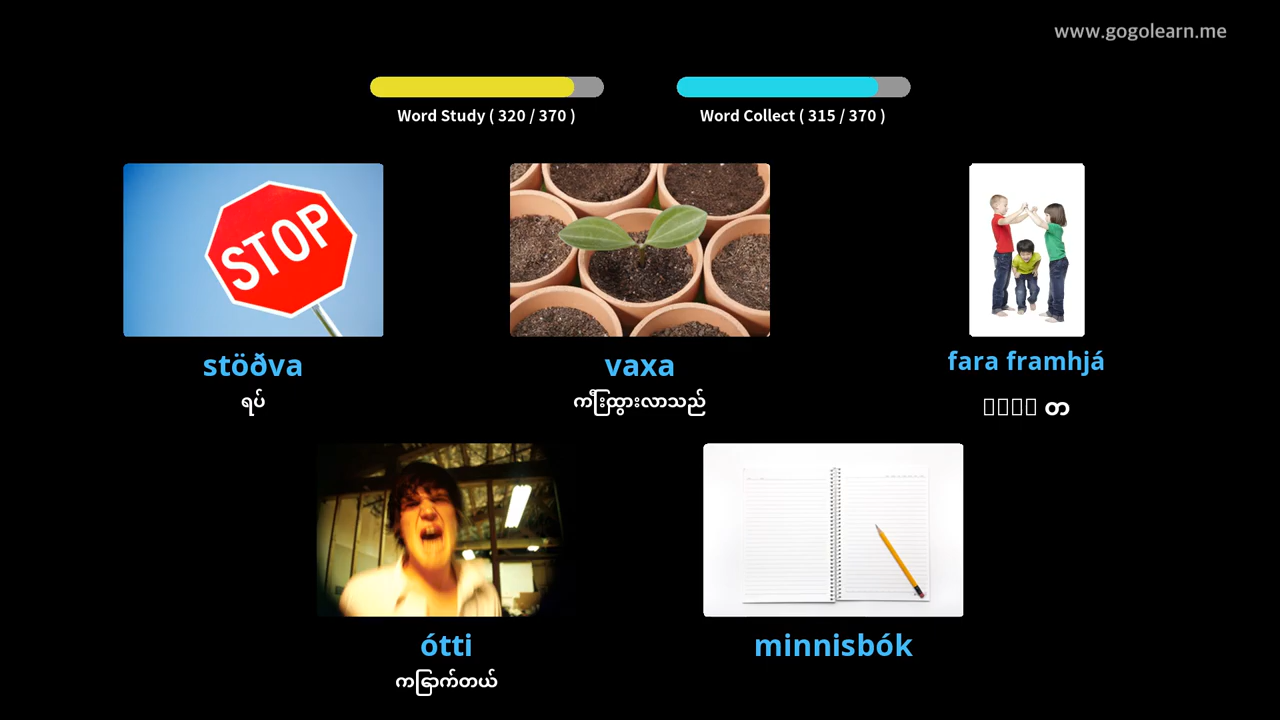 www.gogolearn.me
Word Study ( 320 / 370 )
Word Collect ( 315 / 370 )
STOP
stöðva
ရပ်
vaxa
ကြီးထွားလာသည်
fara framhjá
တ
ótti
ကြောက်တယ်
minnisbók